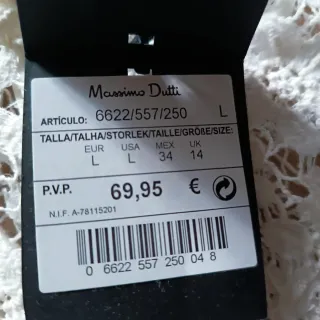 Massimo Dutti
ARTÍCULO: 6622/557/250 L
TALLA/TALHA/STORLEK/TAILLE/GRÖßE/SIZE:
EUR USA MEX UK
L L 34 14
P.V.P. 69,95 €
N.I.F. A-78115201
0 6622 557 250 04 8